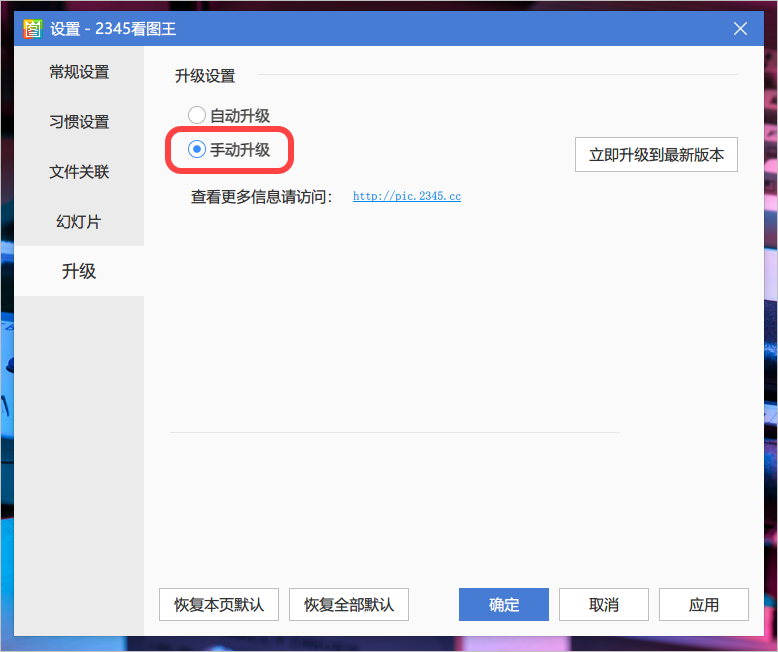 设置 - 2345看图王
常规设置
习惯设置
文件关联
幻灯片
升级
升级设置
自动升级
手动升级
立即升级到最新版本
查看更多信息请访问： http://pic.2345.cc
恢复本页默认 恢复全部默认 确定 取消 应用